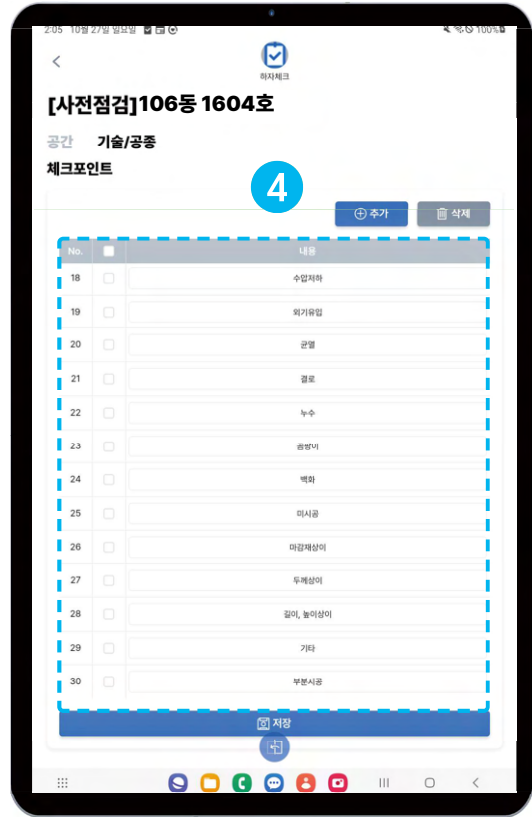 2:05 10월 27일 일요일 100%
하자체크
[사전점검]106동 1604호
공간 기술/공종
체크포인트
4
추가 삭제
No. 내용
18 수압저하
19 외기유입
20 균열
21 결로
22 누수
23 곰팡이
24 백화
25 미시공
26 마감재상이
27 두께상이
28 길이, 높이상이
29 기타
30 부분시공
저장